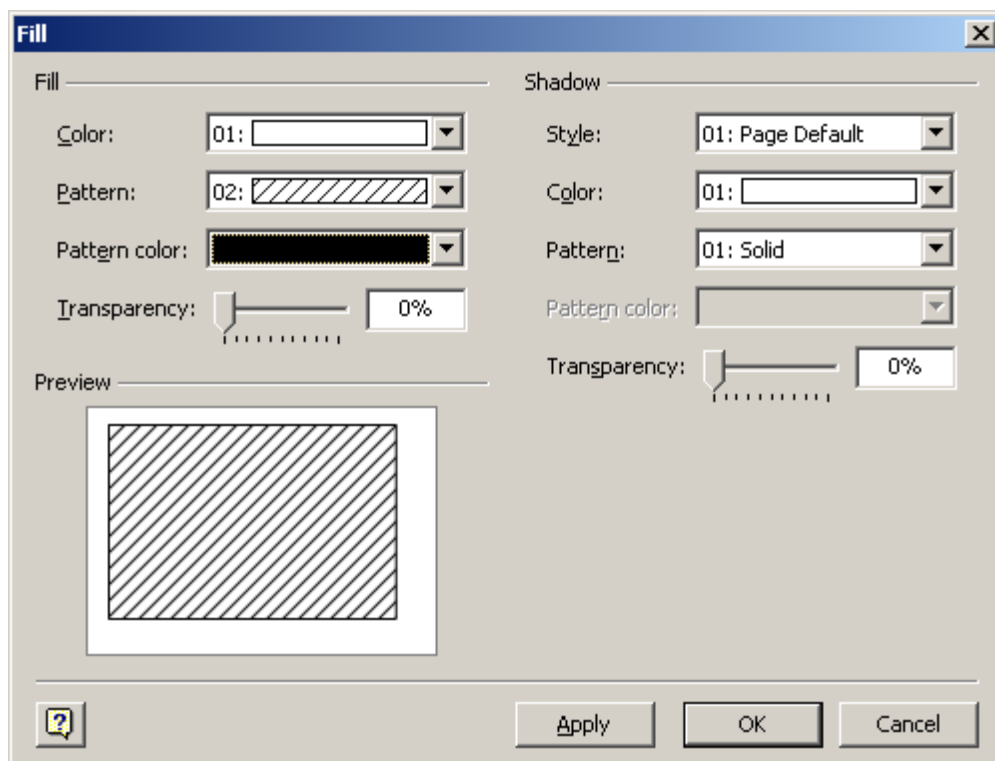 Fill
Fill
Color: 01:
Pattern: 02:
Pattern color:
Transparency: 0%
Preview
Shadow
Style: 01: Page Default
Color: 01:
Pattern: 01: Solid
Pattern color:
Transparency: 0%
?
Apply OK Cancel